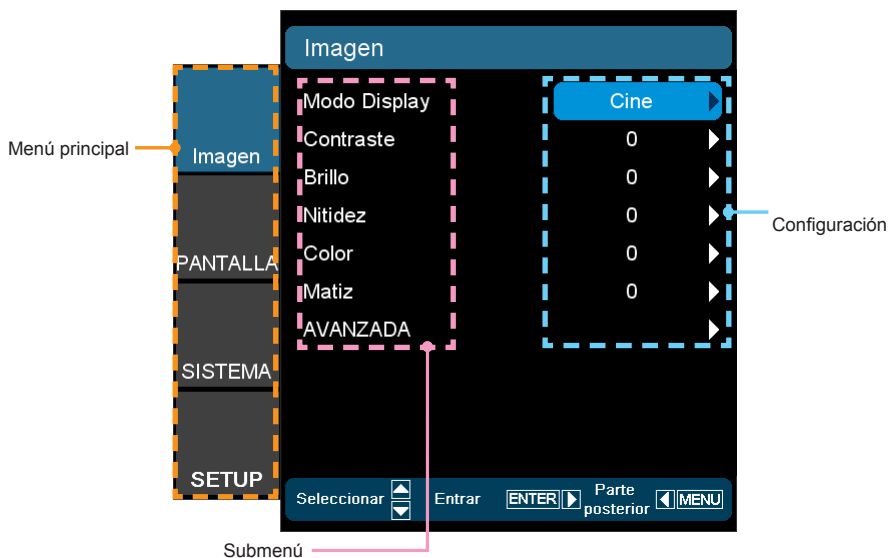 Imagen
Menú principal
Imagen
PANTALLA
SISTEMA
SETUP
Modo Display Cine
Contraste 0
Brillo 0
Nitidez 0
Color 0
Matiz 0
AVANZADA
Configuración
Seleccionar Entrar ENTER Parte posterior MENU
Submenú